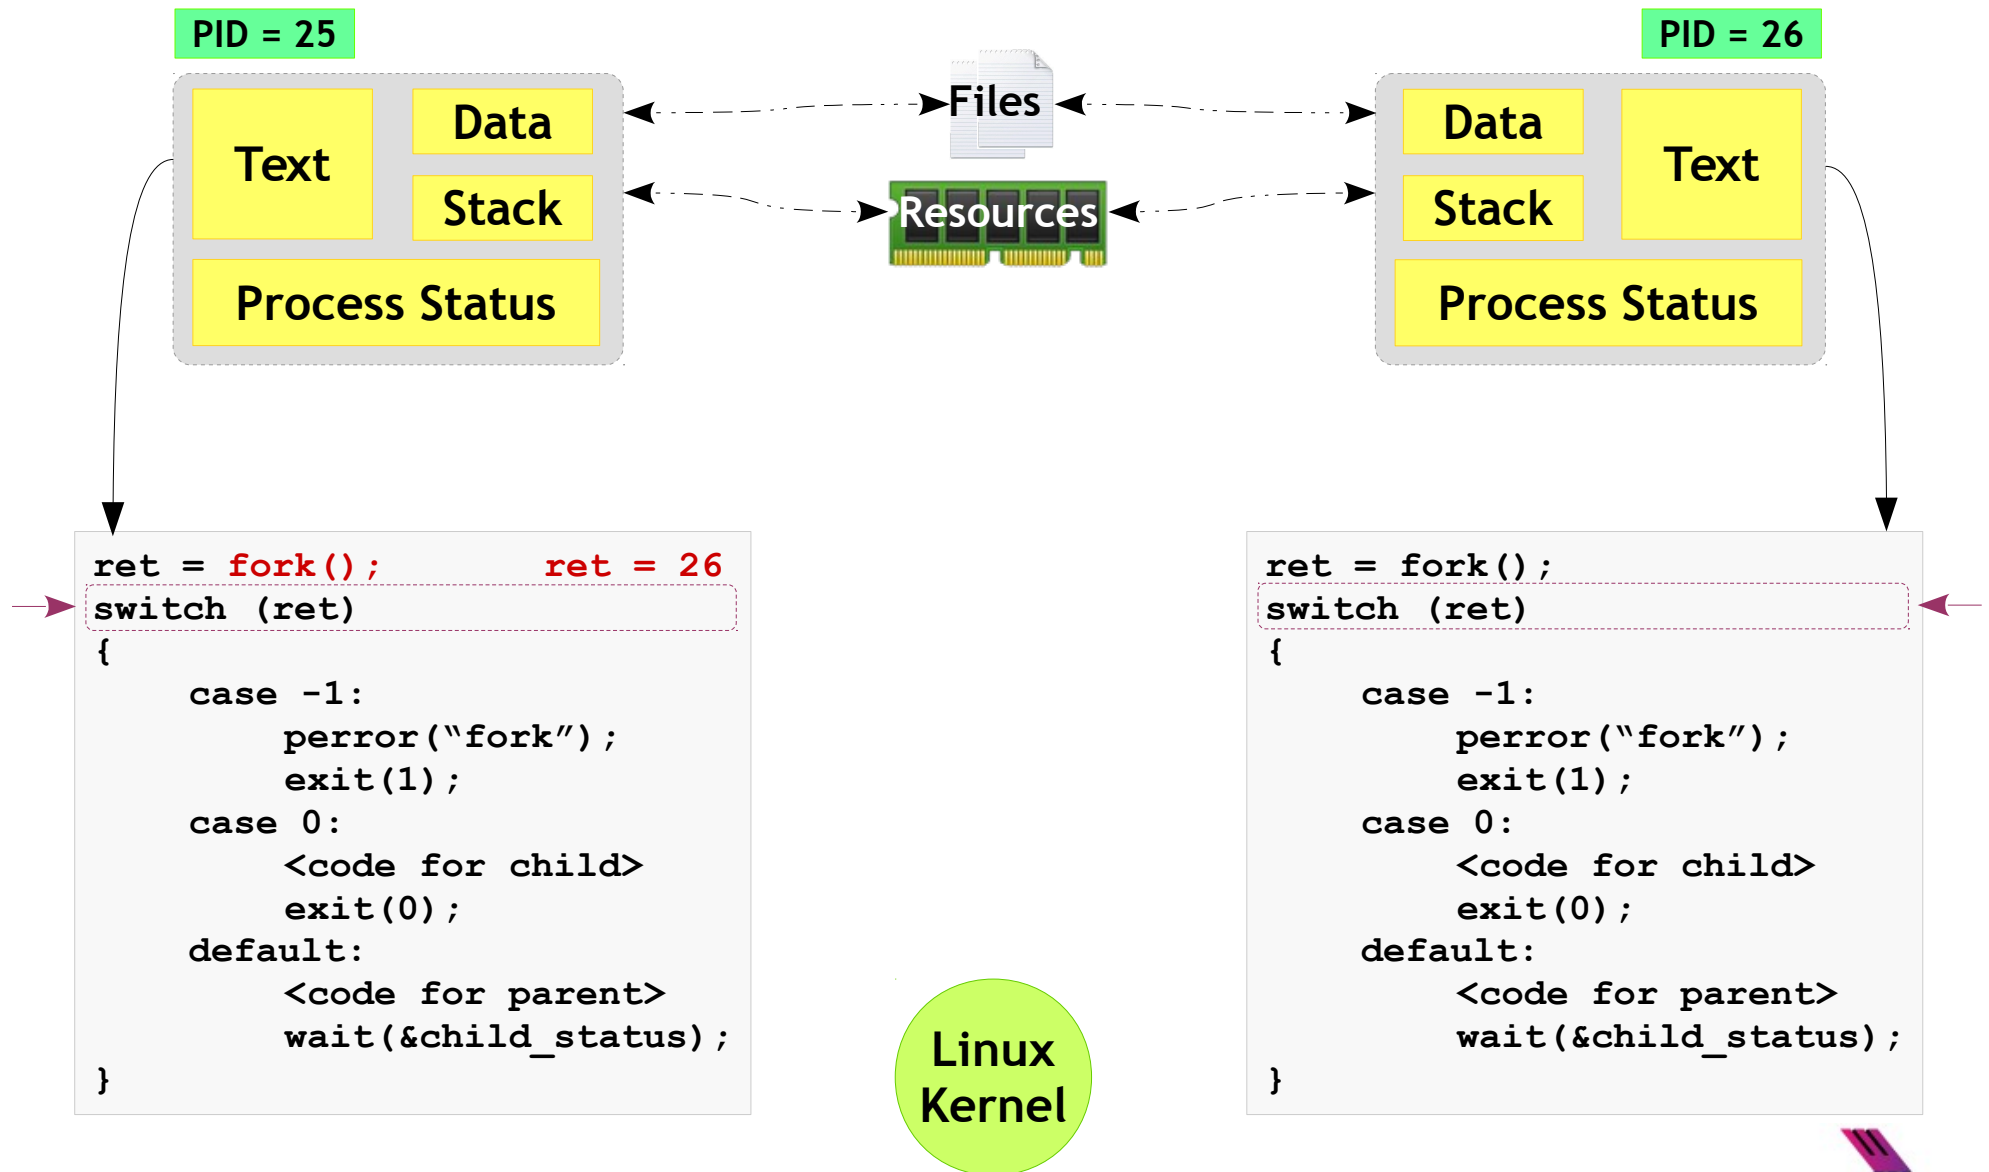 PID = 25
Text
Data
Stack
Process Status
Files
Resources
PID = 26
Data
Stack
Text
Process Status
ret = fork(); ret = 26
switch (ret)
{
case -1:
perror(“fork”);
exit(1);
case 0:
<code for child>
exit(0);
default:
<code for parent>
wait(&child_status);
}
ret = fork();
switch (ret)
{
case -1:
perror(“fork”);
exit(1);
case 0:
<code for child>
exit(0);
default:
<code for parent>
wait(&child_status);
}
Linux
Kernel